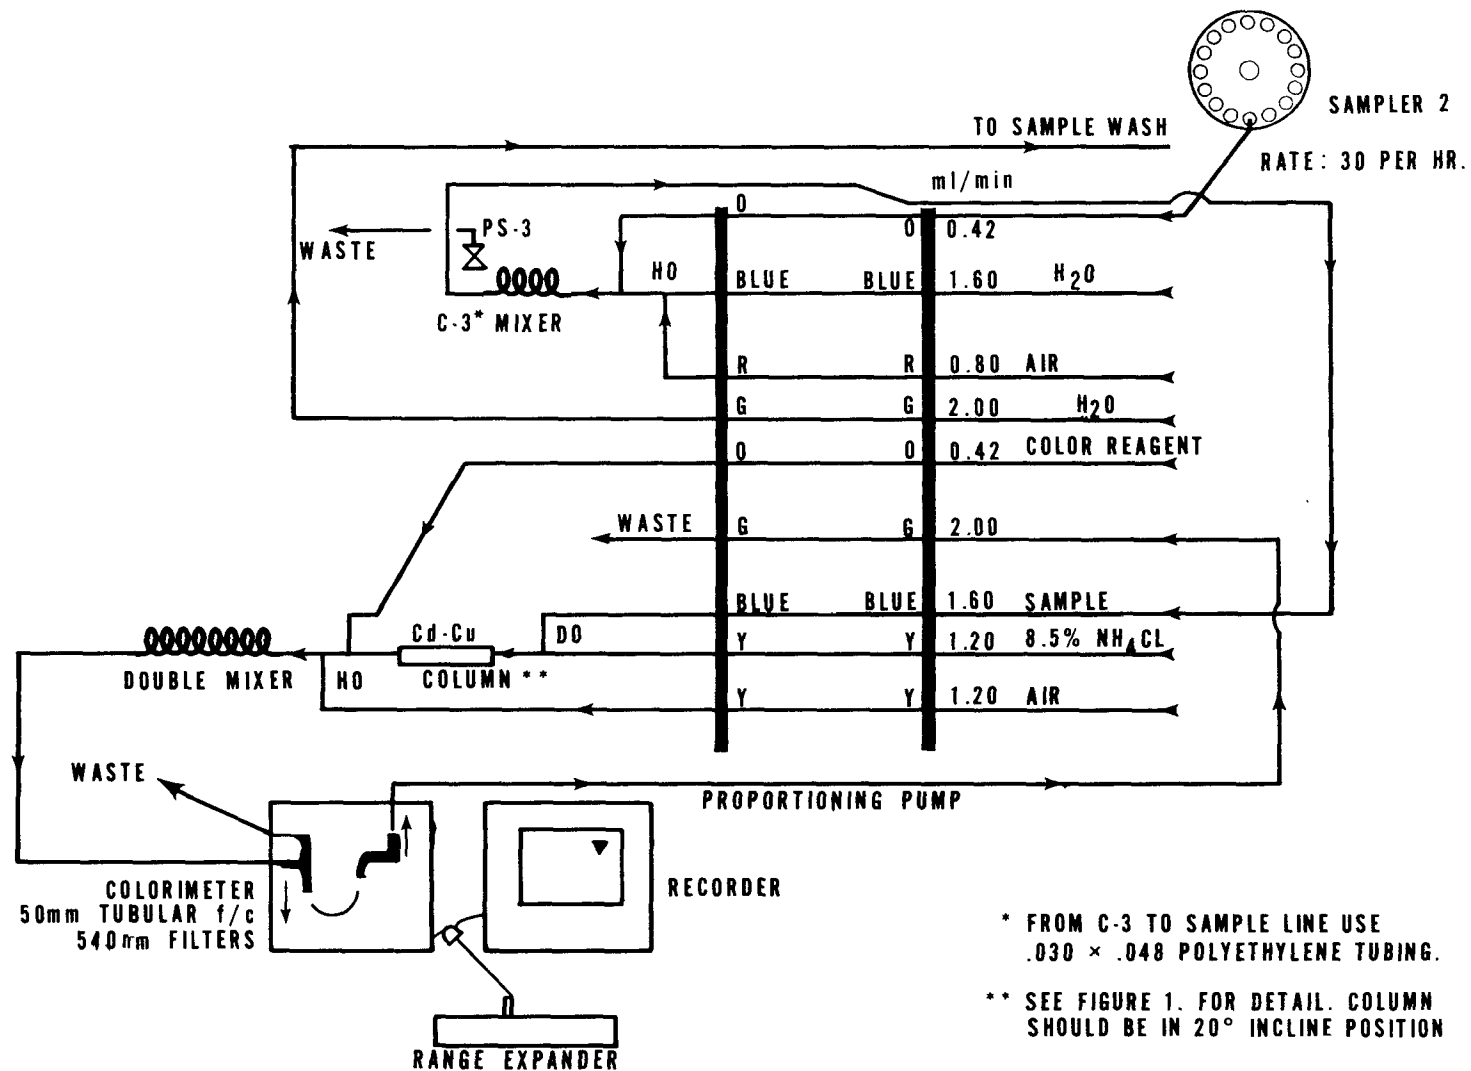 SAMPLER 2
TO SAMPLE WASH
RATE: 30 PER HR.
ml/min
O
O 0.42
PS-3
WASTE
HO
BLUE BLUE 1.60 H2O
C-3* MIXER
R R 0.80 AIR
G G 2.00 H2O
O O 0.42 COLOR REAGENT
WASTE G G 2.00
BLUE BLUE 1.60 SAMPLE
Cd-Cu DO Y Y 1.20 8.5% NH4CL
DOUBLE MIXER HO COLUMN **
Y Y 1.20 AIR
WASTE
PROPORTIONING PUMP
RECORDER
COLORIMETER
50mm TUBULAR f/c
540nm FILTERS
* FROM C-3 TO SAMPLE LINE USE
.030 × .048 POLYETHYLENE TUBING.
** SEE FIGURE 1. FOR DETAIL. COLUMN
SHOULD BE IN 20° INCLINE POSITION
RANGE EXPANDER